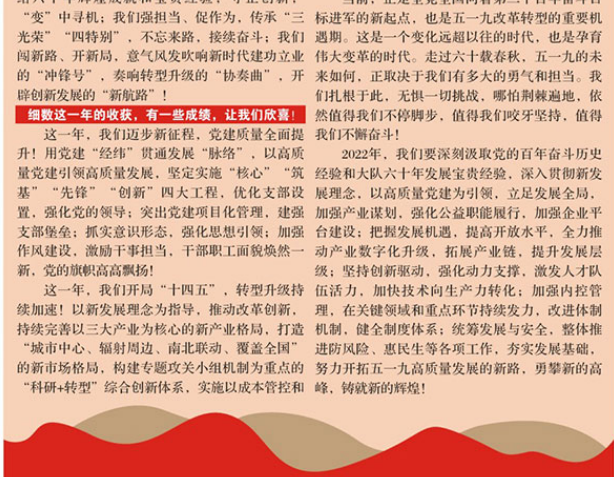 “变”中寻机；我们强担当、促作为，传承“三
光荣”“四特别”，不忘来路，接续奋斗；我们
闯新路、开新局，意气风发吹响新时代建功立业
的“冲锋号”，奏响转型升级的“协奏曲”，开
辟创新发展的“新航路”！
细数这一年的收获，有一些成绩，让我们欣喜！
这一年，我们迈步新征程，党建质量全面提
升！用党建“经纬”贯通发展“脉络”，以高质
量党建引领高质量发展，坚定实施“核心”“筑
基”“先锋”“创新”四大工程，优化支部设
置，强化党的领导；突出党建项目化管理，建强
支部堡垒；抓实意识形态，强化思想引领；加强
作风建设，激励干事担当，干部职工面貌焕然一
新，党的旗帜高高飘扬！
这一年，我们开局“十四五”，转型升级持
续加速！以新发展理念为指导，推动改革创新，
持续完善以三大产业为核心的新产业格局，打造
“城市中心、辐射周边、南北联动、覆盖全国”
的新市场格局，构建专题攻关小组机制为重点的
“科研+转型”综合创新体系，实施以成本管控和
标进军的新起点，也是五一九改革转型的重要机
遇期。这是一个变化远超以往的时代，也是孕育
伟大变革的时代。走过六十载春秋，五一九的未
来如何，正取决于我们有多大的勇气和担当。我
们扎根于此，无惧一切挑战，哪怕荆棘遍地，依
然值得我们不停脚步，值得我们咬牙坚持，值得
我们不懈奋斗！
2022年，我们要深刻汲取党的百年奋斗历史
经验和大队六十年发展宝贵经验，深入贯彻新发
展理念，以高质量党建为引领，立足发展全局，
加强产业谋划，强化公益职能履行，加强企业平
台建设；把握发展机遇，提高开放水平，全力推
动产业数字化升级，拓展产业链，提升发展层
级；坚持创新驱动，强化动力支撑，激发人才队
伍活力，加快技术向生产力转化；加强内控管
理，在关键领域和重点环节持续发力，改进体制
机制，健全制度体系；统筹发展与安全，整体推
进防风险、惠民生等各项工作，夯实发展基础，
努力开拓五一九高质量发展的新路，勇攀新的高
峰，铸就新的辉煌！